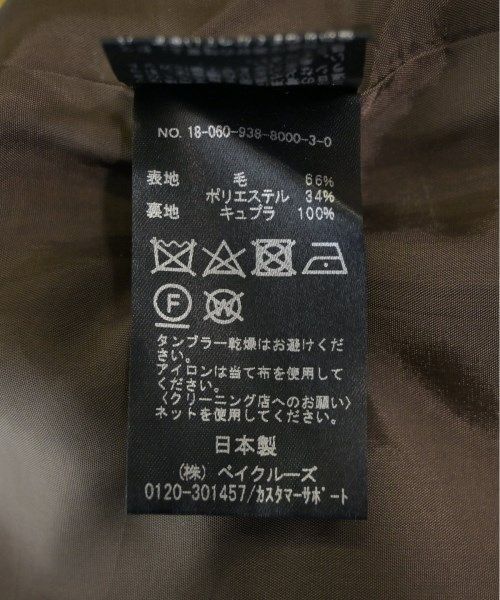 NO. 18-060-938-8000-3-0
表地 毛 66%
ポリエステル 34%
裏地 キュプラ 100%
F
W
タンブラー乾燥はお避けくだ
さい。
アイロンは当て布を使用して
ください。
〈クリーニング店へのお願い〉
ネットを使用してください。
日本製
(株) ベイクルーズ
0120-301457/カスタマーサポート